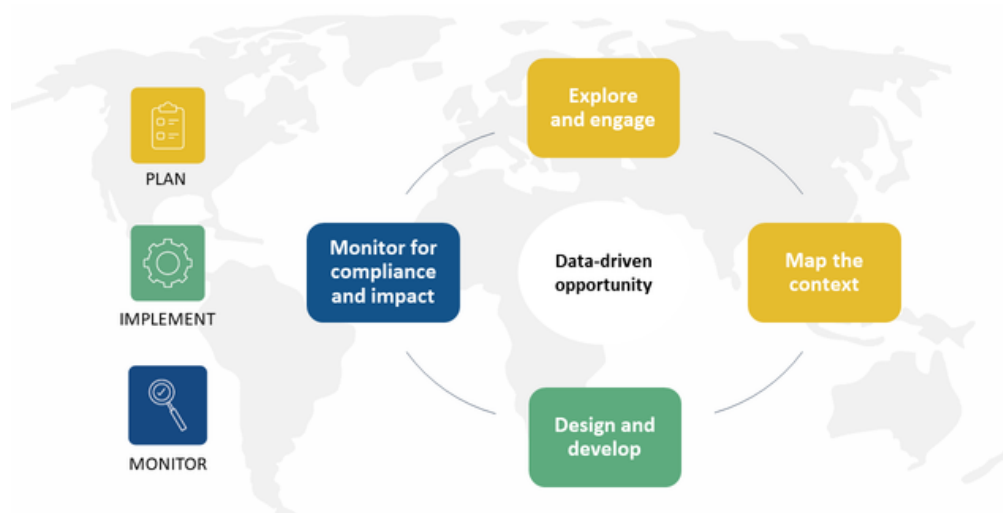 PLAN
IMPLEMENT
MONITOR
Explore
and engage
Monitor for
compliance
and impact
Data-driven
opportunity
Map the
context
Design and
develop